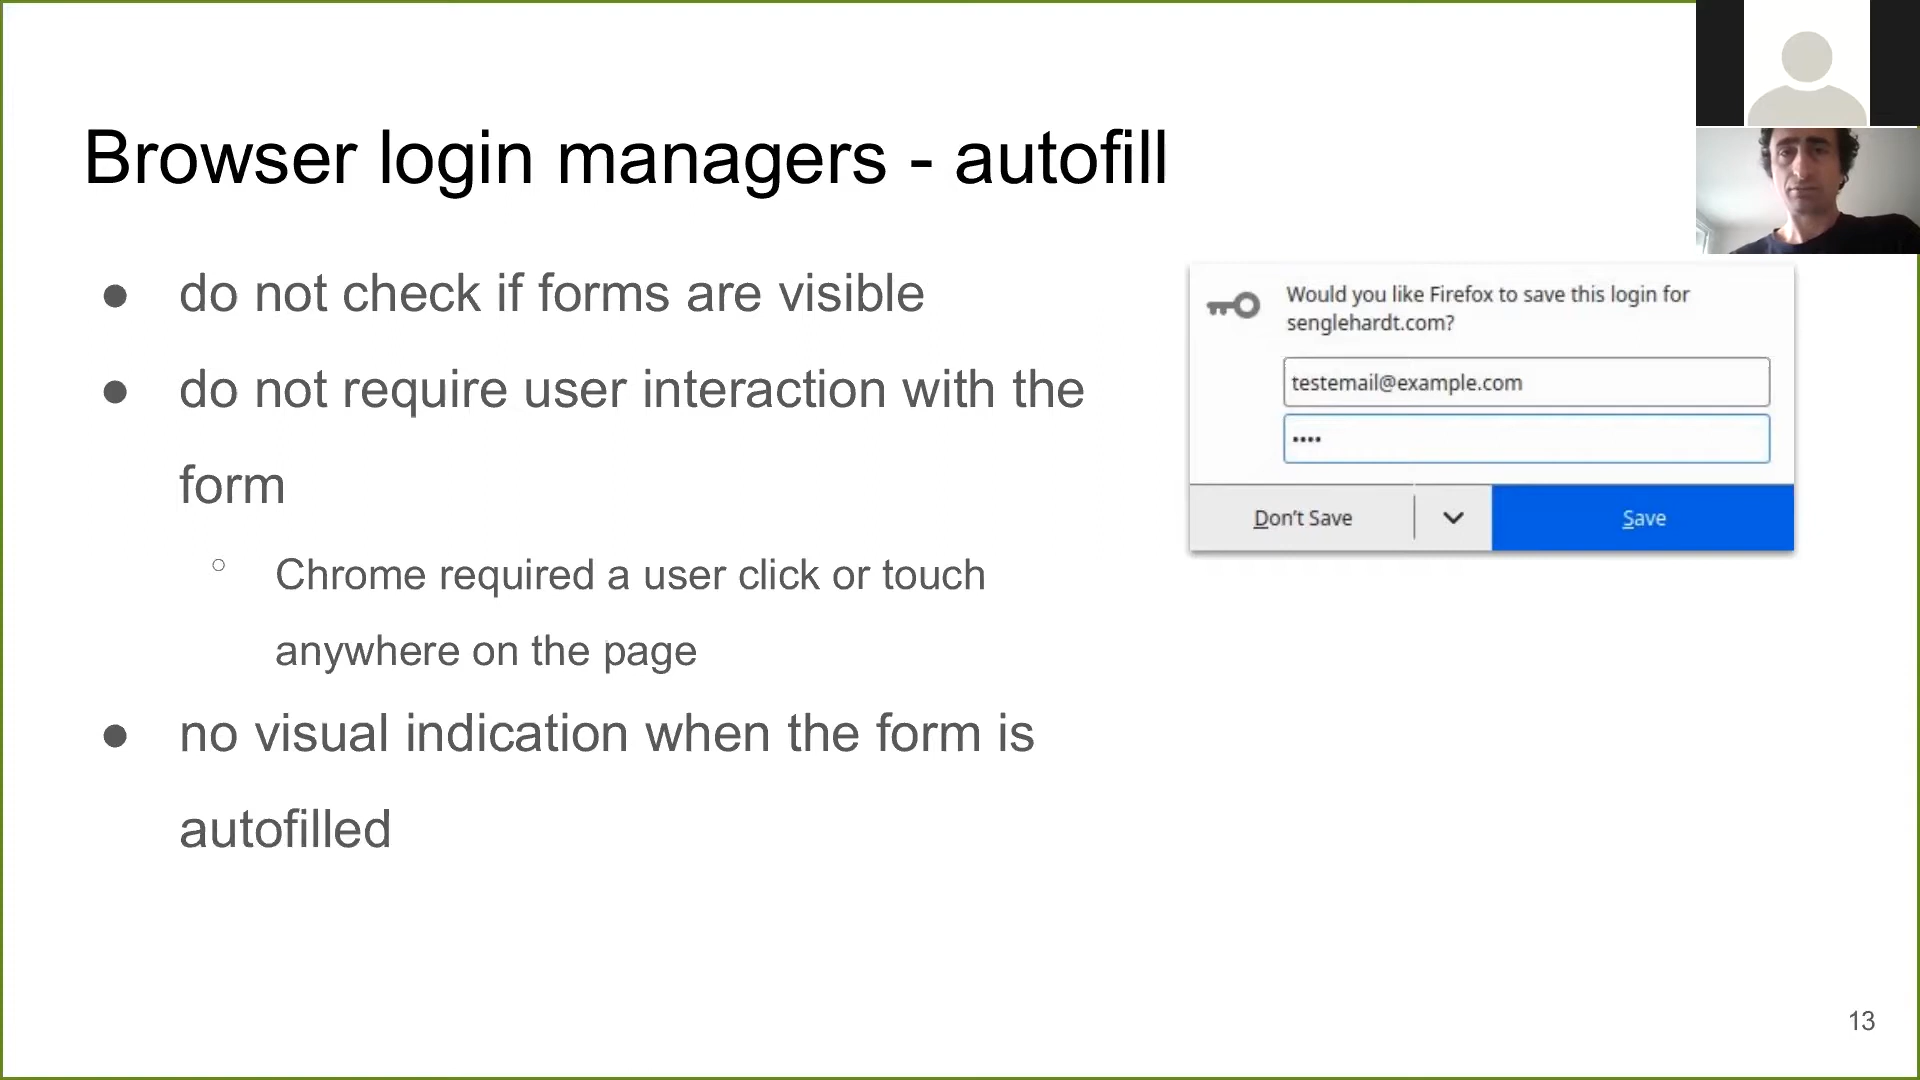 Browser login managers - autofill
● do not check if forms are visible
● do not require user interaction with the
form
○ Chrome required a user click or touch
anywhere on the page
● no visual indication when the form is
autofilled
Would you like Firefox to save this login for
senglehardt.com?
testemail@example.com
••••
Don't Save
Save
13